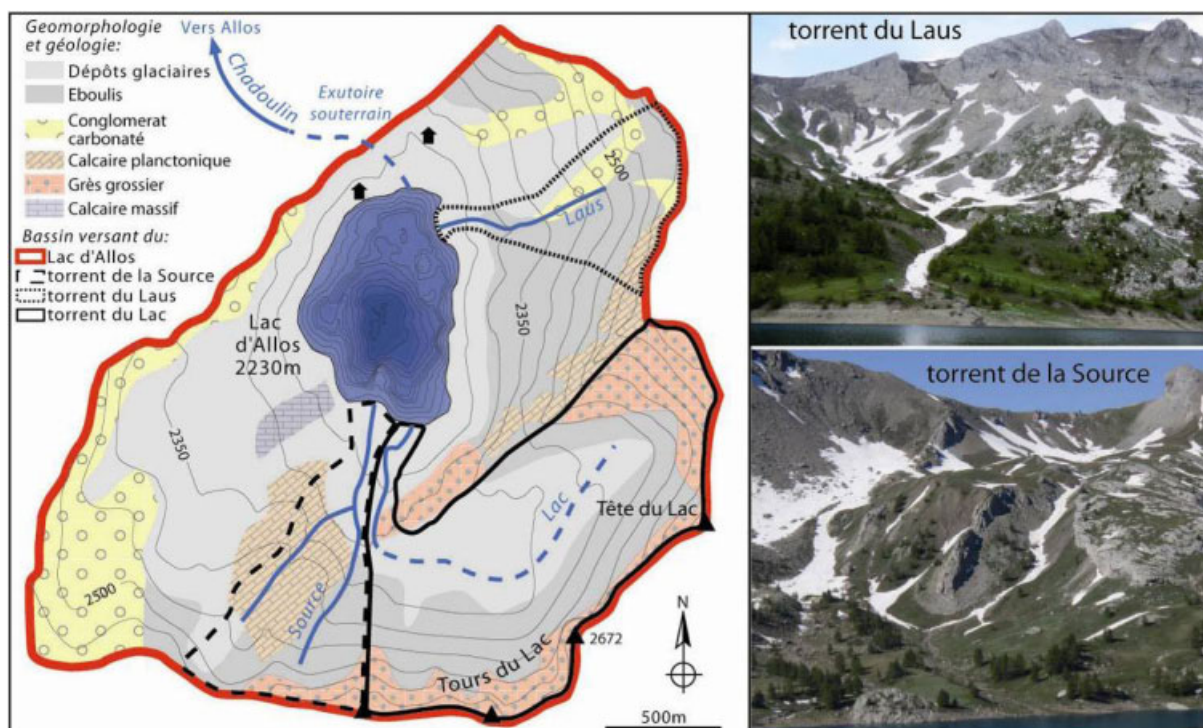 Geomorphologie
et géologie:
Dépôts glaciaires
Eboulis
Conglomerat
carbonaté
Calcaire planctonique
Grès grossier
Calcaire massif
Bassin versant du:
Lac d'Allos
torrent de la Source
torrent du Laus
torrent du Lac
Vers Allos
Chadoulin
Exutoire
souterrain
2500
Laus
2350
Lac
d'Allos
2230m
2350
Lac
Tête du Lac
2500
Source
Tours du Lac
2672
N
500m
torrent du Laus
torrent de la Source